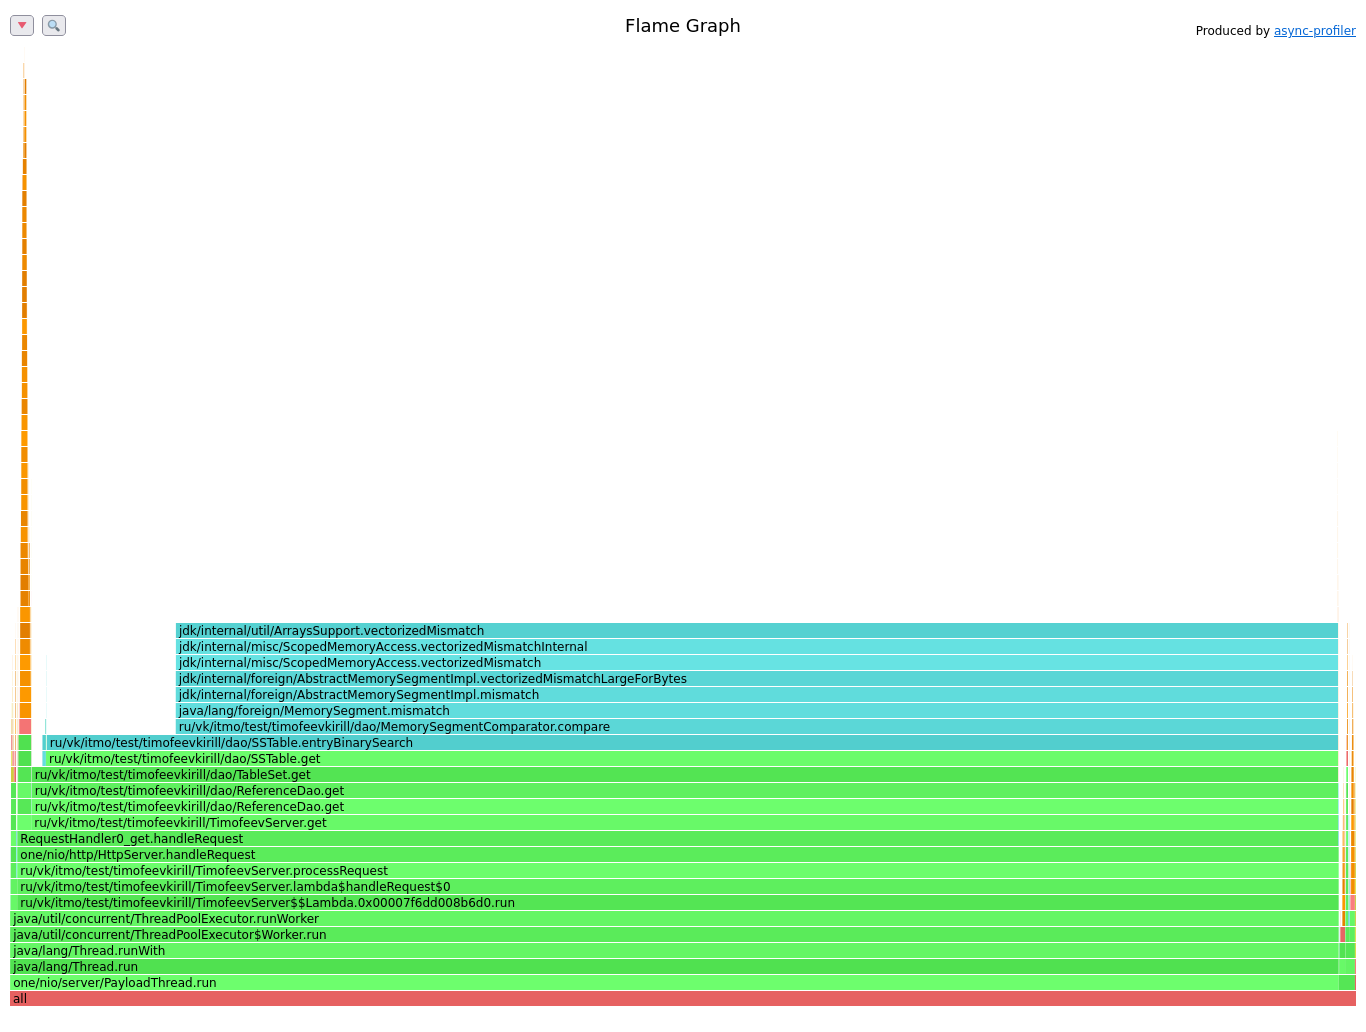 Flame Graph
Produced by async-profiler
jdk/internal/util/ArraysSupport.vectorizedMismatch
jdk/internal/misc/ScopedMemoryAccess.vectorizedMismatchInternal
jdk/internal/misc/ScopedMemoryAccess.vectorizedMismatch
jdk/internal/foreign/AbstractMemorySegmentImpl.vectorizedMismatchLargeForBytes
jdk/internal/foreign/AbstractMemorySegmentImpl.mismatch
java/lang/foreign/MemorySegment.mismatch
ru/vk/itmo/test/timofeevkirill/dao/MemorySegmentComparator.compare
ru/vk/itmo/test/timofeevkirill/dao/SSTable.entryBinarySearch
ru/vk/itmo/test/timofeevkirill/dao/SSTable.get
ru/vk/itmo/test/timofeevkirill/dao/TableSet.get
ru/vk/itmo/test/timofeevkirill/dao/ReferenceDao.get
ru/vk/itmo/test/timofeevkirill/dao/ReferenceDao.get
ru/vk/itmo/test/timofeevkirill/TimofeevServer.get
RequestHandler0_get.handleRequest
one/nio/http/HttpServer.handleRequest
ru/vk/itmo/test/timofeevkirill/TimofeevServer.processRequest
ru/vk/itmo/test/timofeevkirill/TimofeevServer.lambda$handleRequest$0
ru/vk/itmo/test/timofeevkirill/TimofeevServer$$Lambda.0x00007f6dd008b6d0.run
java/util/concurrent/ThreadPoolExecutor.runWorker
java/util/concurrent/ThreadPoolExecutor$Worker.run
java/lang/Thread.runWith
java/lang/Thread.run
one/nio/server/PayloadThread.run
all